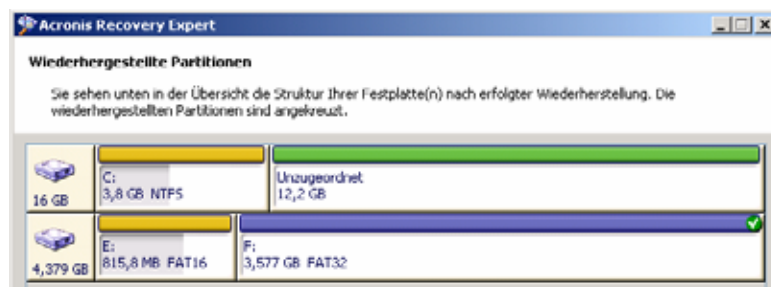 Acronis Recovery Expert
Wiederhergestellte Partitionen
Sie sehen unten in der Übersicht die Struktur Ihrer Festplatte(n) nach erfolgter Wiederherstellung. Die
wiederhergestellten Partitionen sind angekreuzt.
16 GB
C:
3,8 GB NTFS
Unzugeordnet
12,2 GB
4,379 GB
E:
815,8 MB FAT16
F:
3,577 GB FAT32